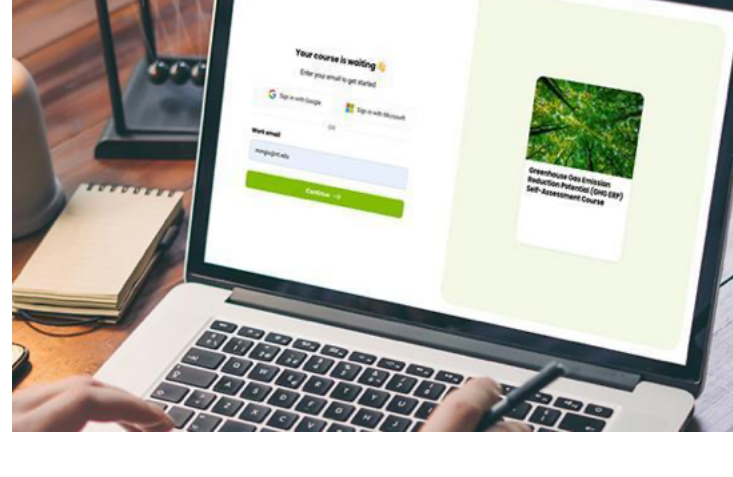 Your course is waiting 👋
Enter your email to get started
Sign in with Google
Sign in with Microsoft
OR
Work email
Continue →
Greenhouse Gas Emission
Reduction Potential (GHG ERP)
Self-Assessment Course